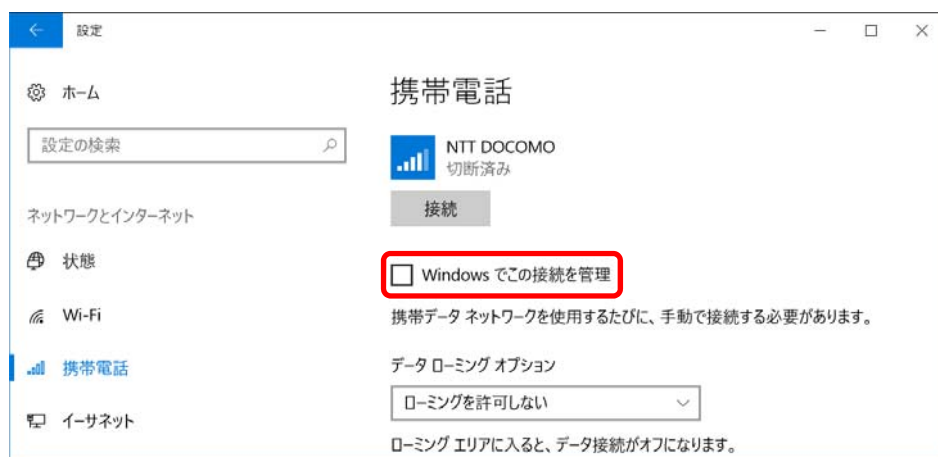 設定
ホーム
設定の検索
ネットワークとインターネット
状態
Wi-Fi
携帯電話
イーサネット
携帯電話
NTT DOCOMO
切断済み
接続
Windows でこの接続を管理
携帯データ ネットワークを使用するたびに、手動で接続する必要があります。
データ ローミング オプション
ローミングを許可しない
ローミング エリアに入ると、データ接続がオフになります。